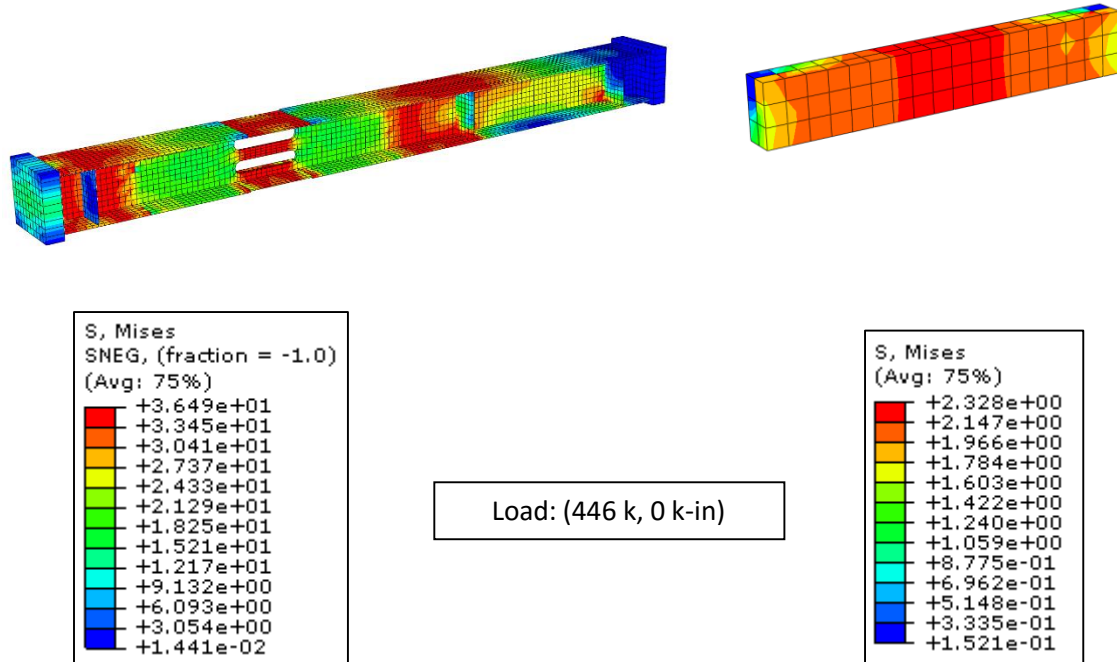 S, Mises
SNEG, (fraction = -1.0)
(Avg: 75%)
+3.649e+01
+3.345e+01
+3.041e+01
+2.737e+01
+2.433e+01
+2.129e+01
+1.825e+01
+1.521e+01
+1.217e+01
+9.132e+00
+6.093e+00
+3.054e+00
+1.441e-02
Load: (446 k, 0 k-in)
S, Mises
(Avg: 75%)
+2.328e+00
+2.147e+00
+1.966e+00
+1.784e+00
+1.603e+00
+1.422e+00
+1.240e+00
+1.059e+00
+8.775e-01
+6.962e-01
+5.148e-01
+3.335e-01
+1.521e-01